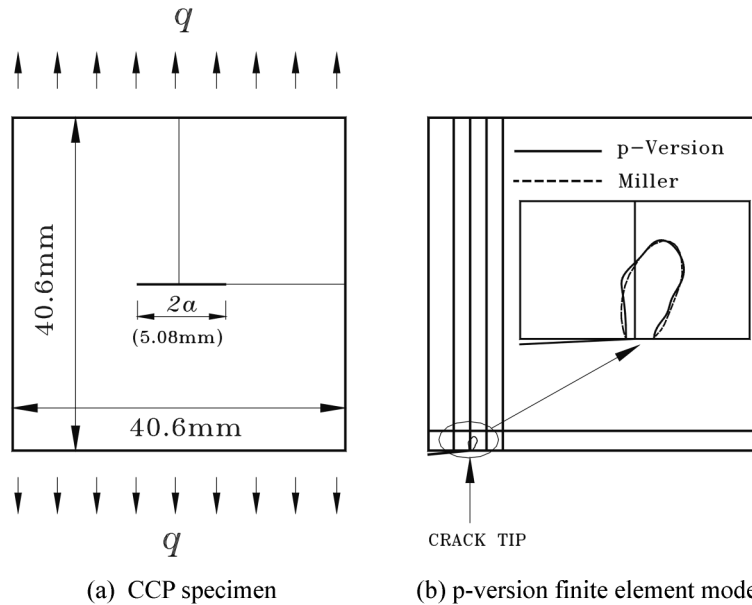 q
40.6mm
2a
(5.08mm)
40.6mm
q
(a) CCP specimen
p-Version
Miller
CRACK TIP
(b) p-version finite element mode